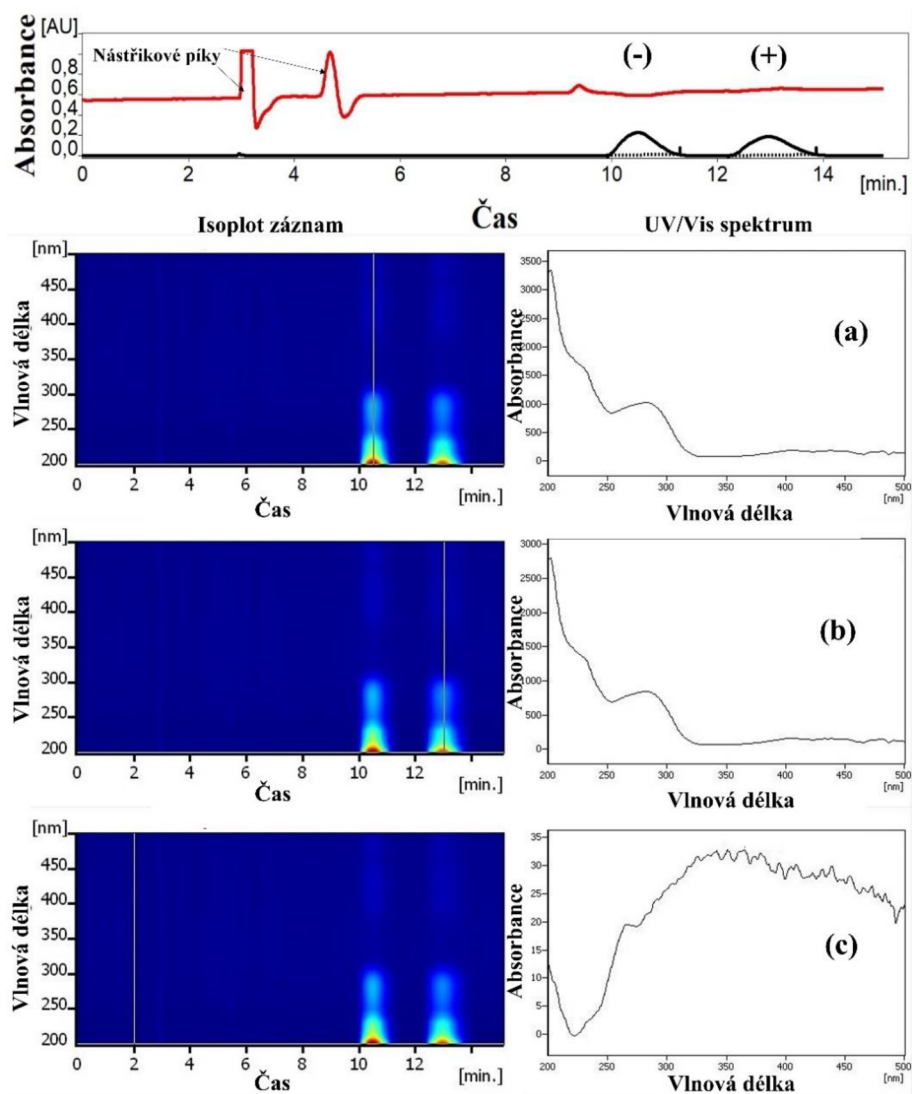 [AU]
Absorbance
0,8
0,6
0,4
0,2
0,0
Nástřikové píky
(-)
(+)
0 2 4 6 8 10 12 14
[min.]
Čas
Isoplot záznam
UV/Vis spektrum
[nm]
Vlnová délka
450
400
350
300
250
200
0 2 4 6 8 10 12
[min.]
Čas
Absorbance
3500
3000
2500
2000
1500
1000
500
0
(a)
200 250 300 350 400 450 500
[nm]
Vlnová délka
[nm]
Vlnová délka
450
400
350
300
250
200
0 2 4 6 8 10 12
[min.]
Čas
Absorbance
3000
2500
2000
1500
1000
500
0
(b)
200 250 300 350 400 450 500
[nm]
Vlnová délka
[nm]
Vlnová délka
450
400
350
300
250
200
0 2 4 6 8 10 12
[min.]
Čas
Absorbance
35
30
25
20
15
10
5
0
(c)
200 250 300 350 400 450 500
[nm]
Vlnová délka